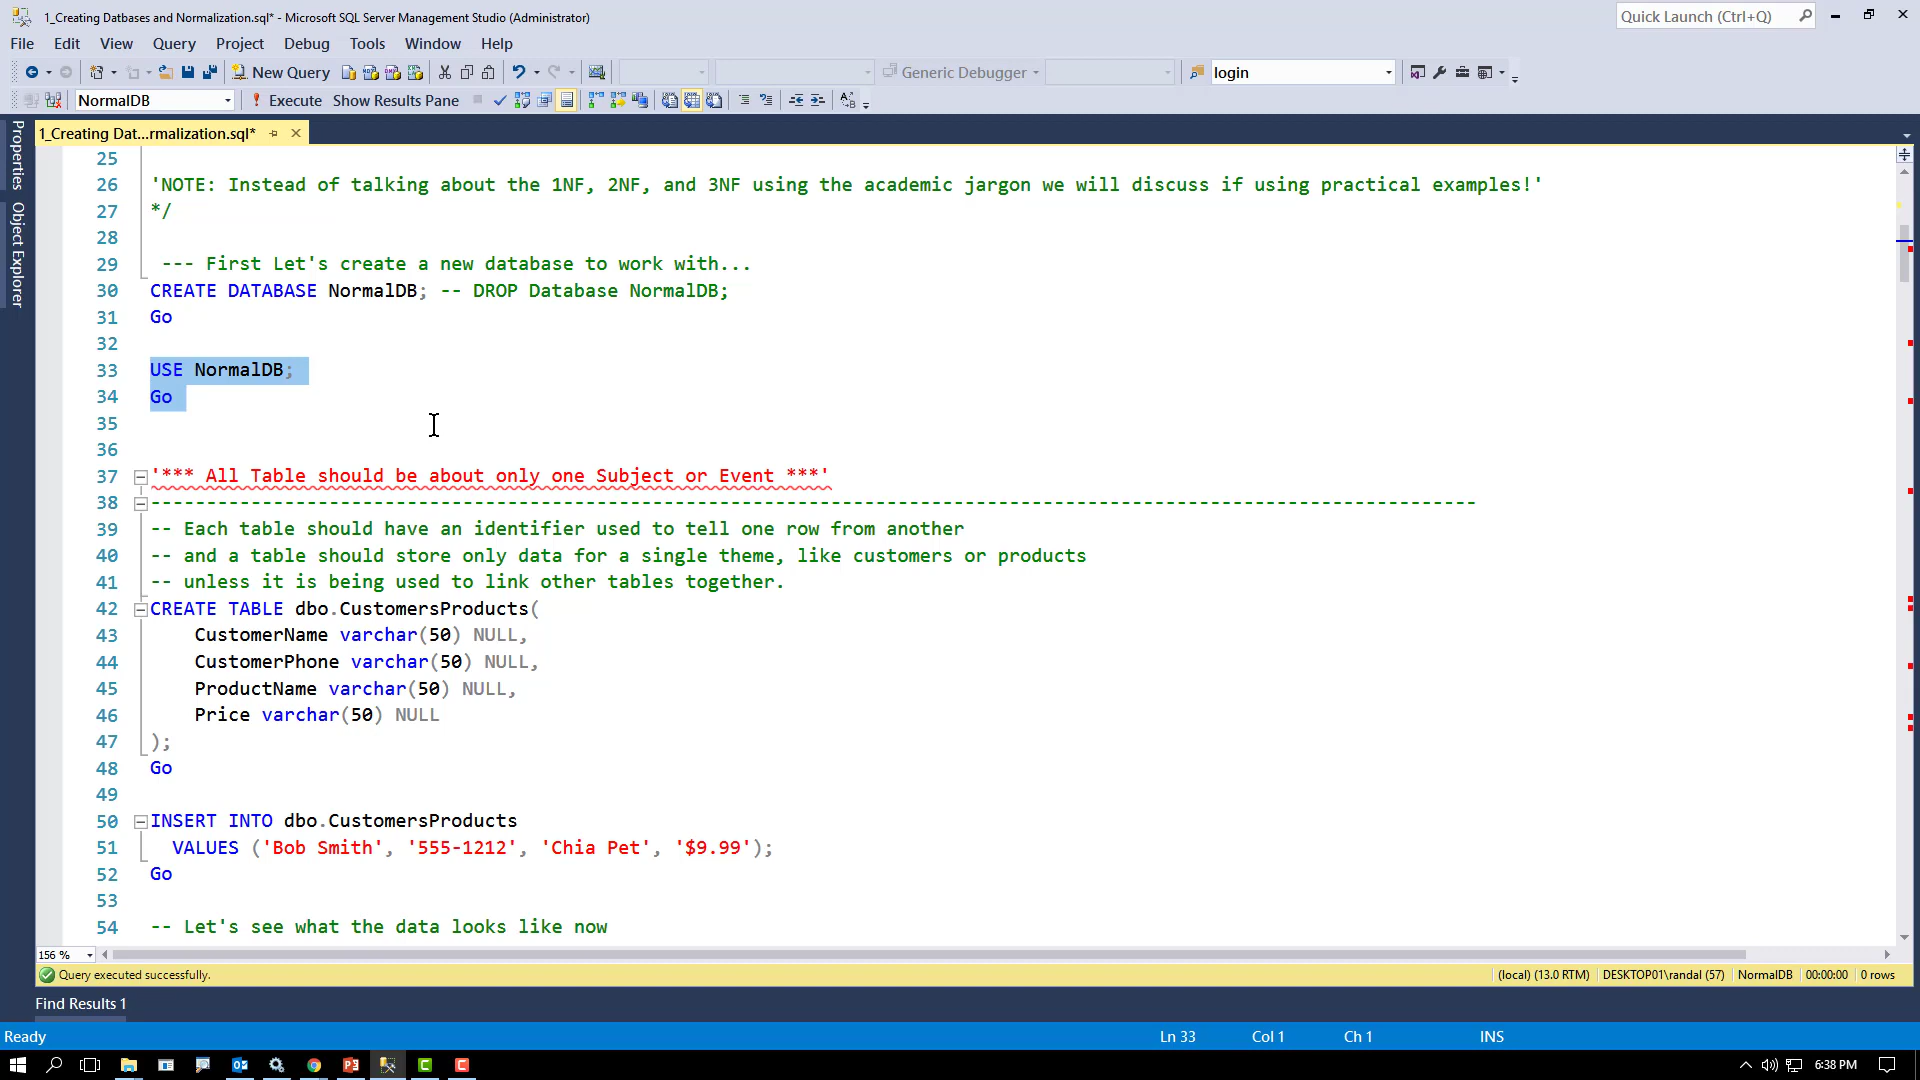 1_Creating Datbases and Normalization.sql* - Microsoft SQL Server Management Studio (Administrator)
Quick Launch (Ctrl+Q)
File Edit View Query Project Debug Tools Window Help
New Query
Generic Debugger
login
NormalDB
Execute
Show Results Pane
1_Creating Dat...rmalization.sql*
Properties
Object Explorer
25
26 'NOTE: Instead of talking about the 1NF, 2NF, and 3NF using the academic jargon we will discuss if using practical examples!'
27 */
28
29 --- First Let's create a new database to work with...
30 CREATE DATABASE NormalDB; -- DROP Database NormalDB;
31 Go
32
33 USE NormalDB;
34 Go
35
36
37 '*** All Table should be about only one Subject or Event ***'
38 -----------------------------------------------------------------------------------------------------------------------
39 -- Each table should have an identifier used to tell one row from another
40 -- and a table should store only data for a single theme, like customers or products
41 -- unless it is being used to link other tables together.
42 CREATE TABLE dbo.CustomersProducts(
43 CustomerName varchar(50) NULL,
44 CustomerPhone varchar(50) NULL,
45 ProductName varchar(50) NULL,
46 Price varchar(50) NULL
47 );
48 Go
49
50 INSERT INTO dbo.CustomersProducts
51 VALUES ('Bob Smith', '555-1212', 'Chia Pet', '$9.99');
52 Go
53
54 -- Let's see what the data looks like now
156 %
Query executed successfully.
(local) (13.0 RTM) DESKTOP01\randal (57) NormalDB 00:00:00 0 rows
Find Results 1
Ready
Ln 33 Col 1 Ch 1 INS
6:38 PM